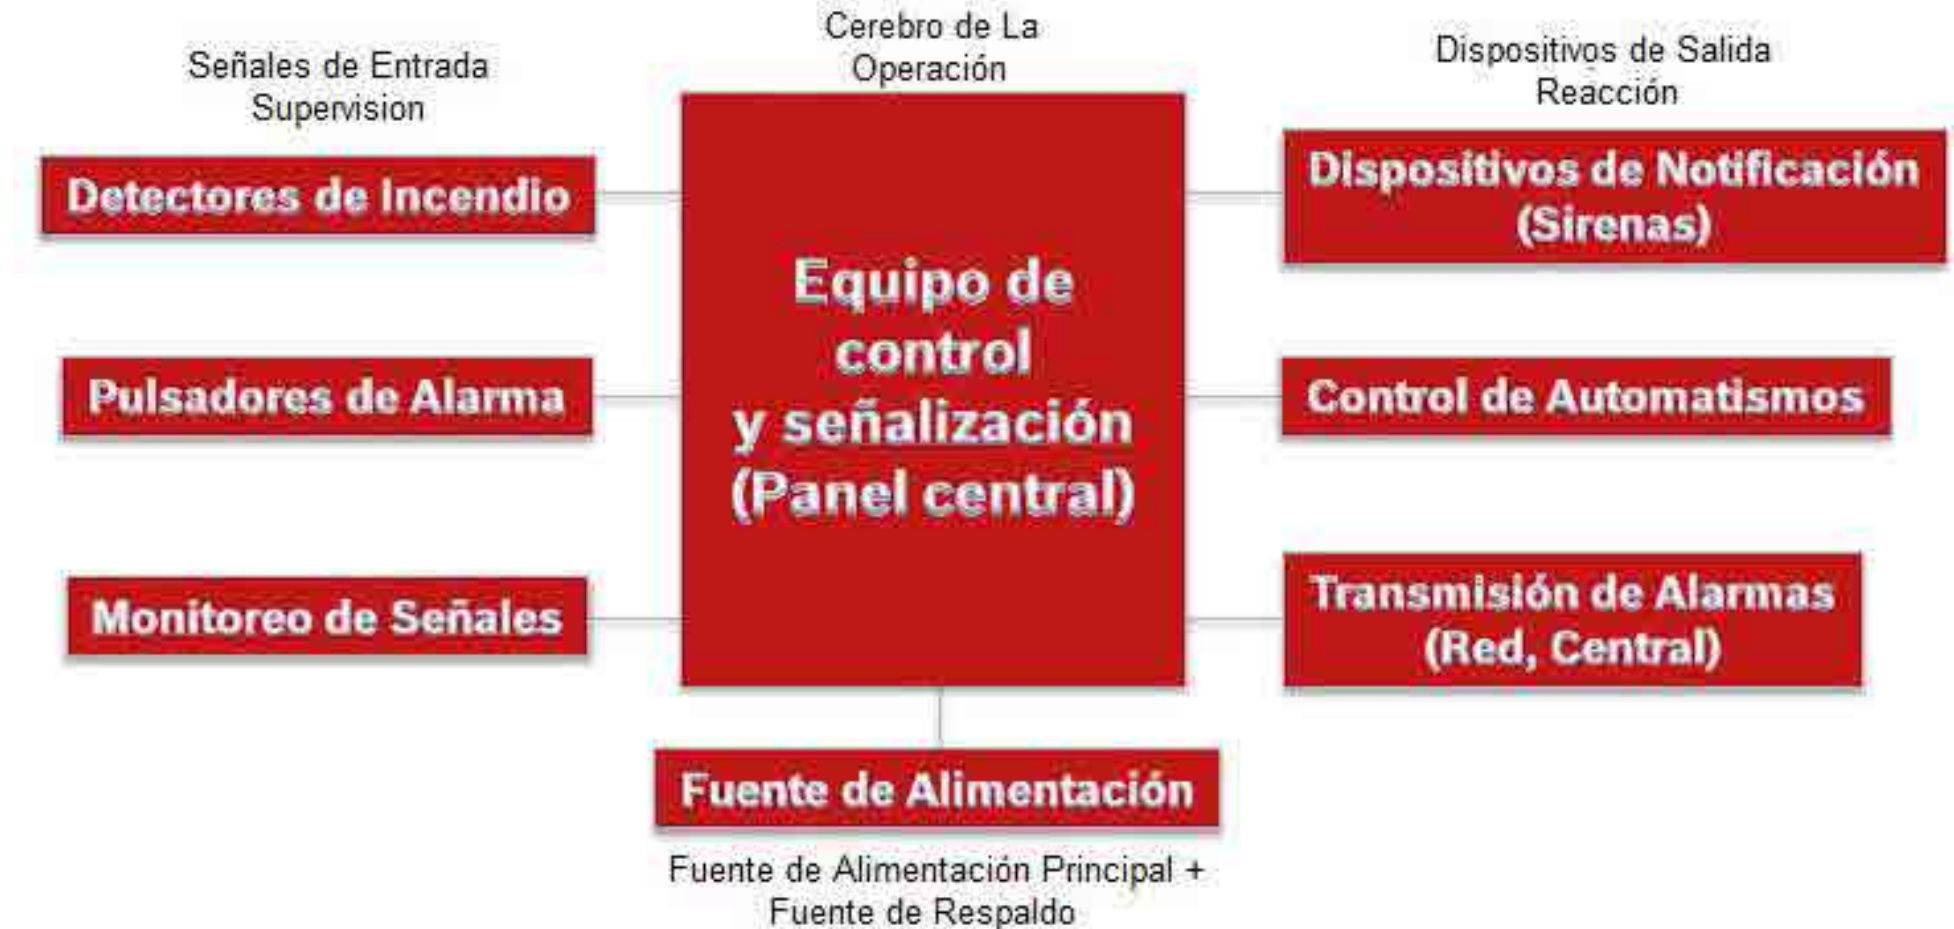 Señales de Entrada
Supervision
Detectores de Incendio
Pulsadores de Alarma
Monitoreo de Señales
Cerebro de La
Operación
Equipo de
control
y señalización
(Panel central)
Fuente de Alimentación
Fuente de Alimentación Principal +
Fuente de Respaldo
Dispositivos de Salida
Reacción
Dispositivos de Notificación
(Sirenas)
Control de Automatismos
Transmisión de Alarmas
(Red, Central)